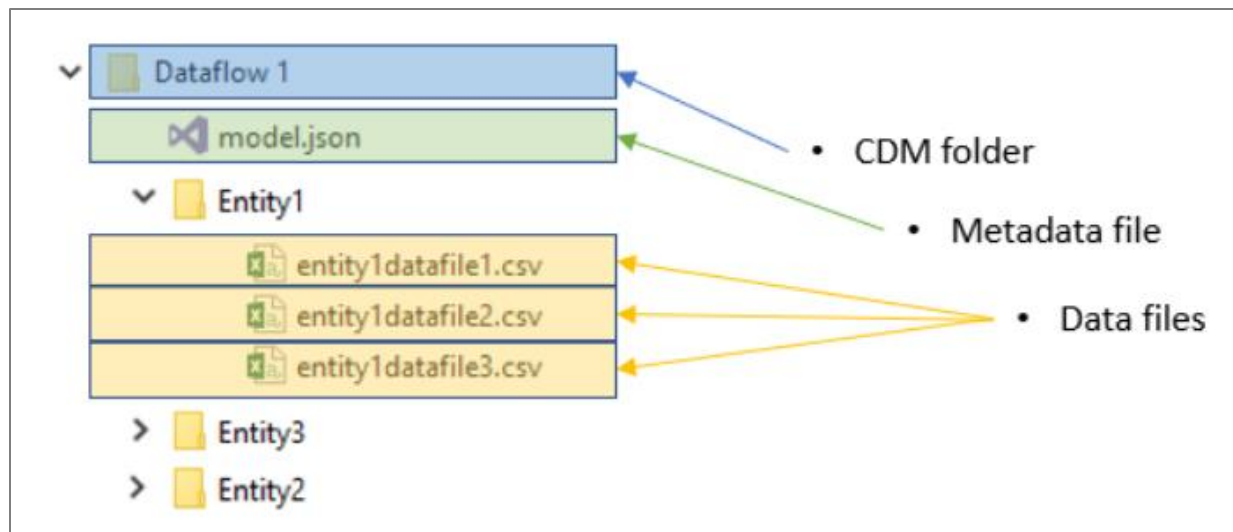 Dataflow 1
model.json
• CDM folder
Entity1
• Metadata file
entity1datafile1.csv
entity1datafile2.csv
• Data files
entity1datafile3.csv
Entity3
Entity2